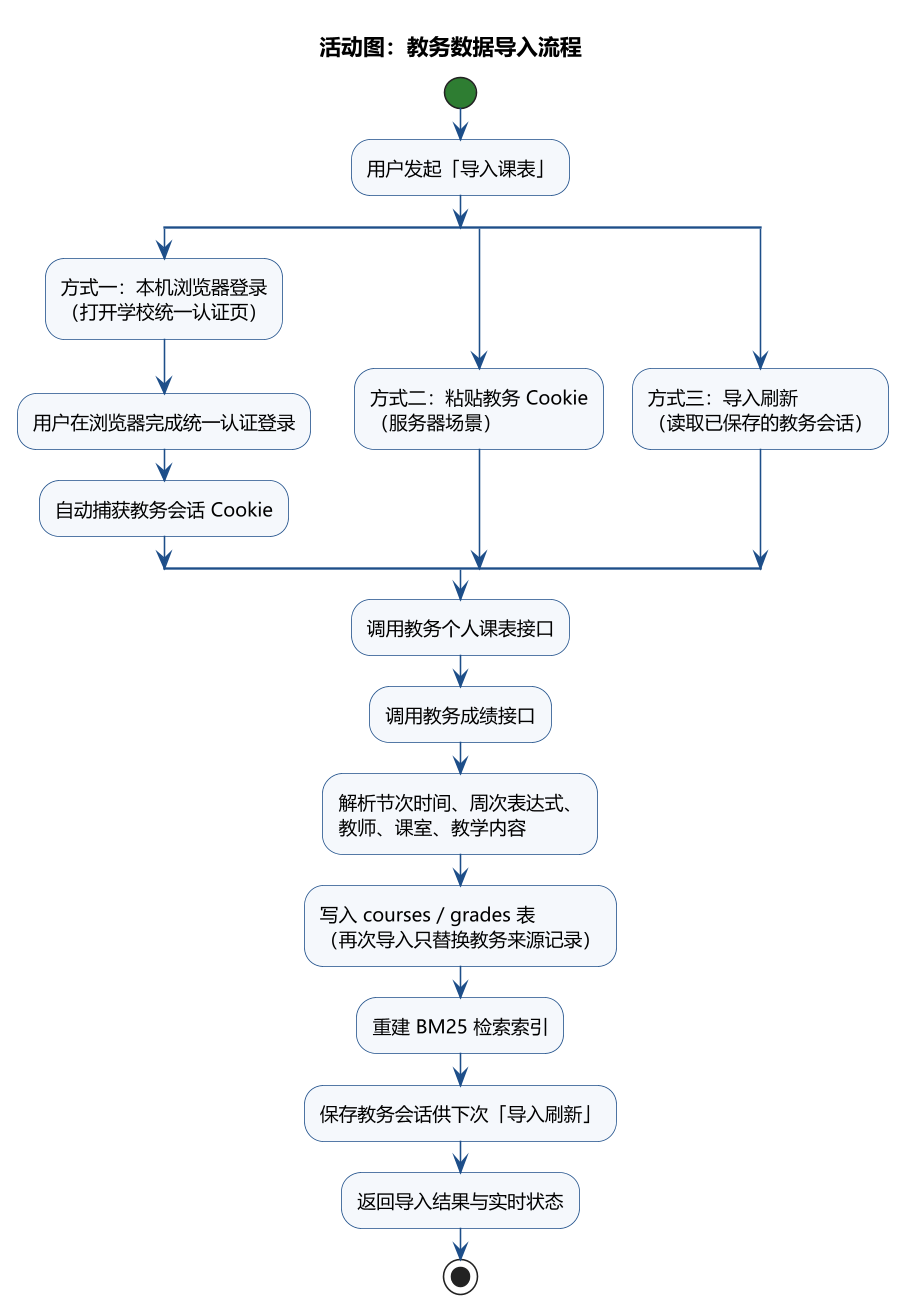 活动图：教务数据导入流程
用户发起「导入课表」
方式一：本机浏览器登录
（打开学校统一认证页）
用户在浏览器完成统一认证登录
自动捕获教务会话 Cookie
方式二：粘贴教务 Cookie
（服务器场景）
方式三：导入刷新
（读取已保存的教务会话）
调用教务个人课表接口
调用教务成绩接口
解析节次时间、周次表达式、
教师、课室、教学内容
写入 courses / grades 表
（再次导入只替换教务来源记录）
重建 BM25 检索索引
保存教务会话供下次「导入刷新」
返回导入结果与实时状态